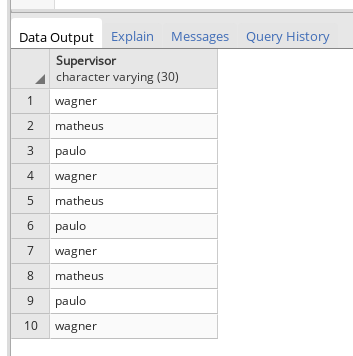 Data Output Explain Messages Query History
Supervisor
character varying (30)
1 wagner
2 matheus
3 paulo
4 wagner
5 matheus
6 paulo
7 wagner
8 matheus
9 paulo
10 wagner